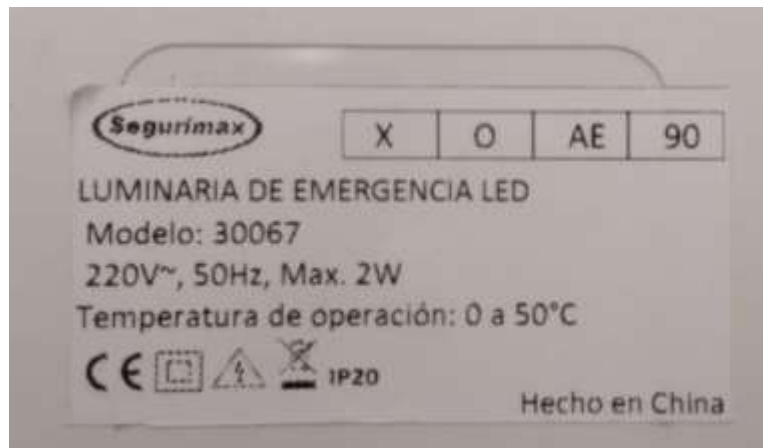 Segurimax X O AE 90
LUMINARIA DE EMERGENCIA LED
Modelo: 30067
220V~, 50Hz, Max. 2W
Temperatura de operación: 0 a 50°C
CE IP20
Hecho en China